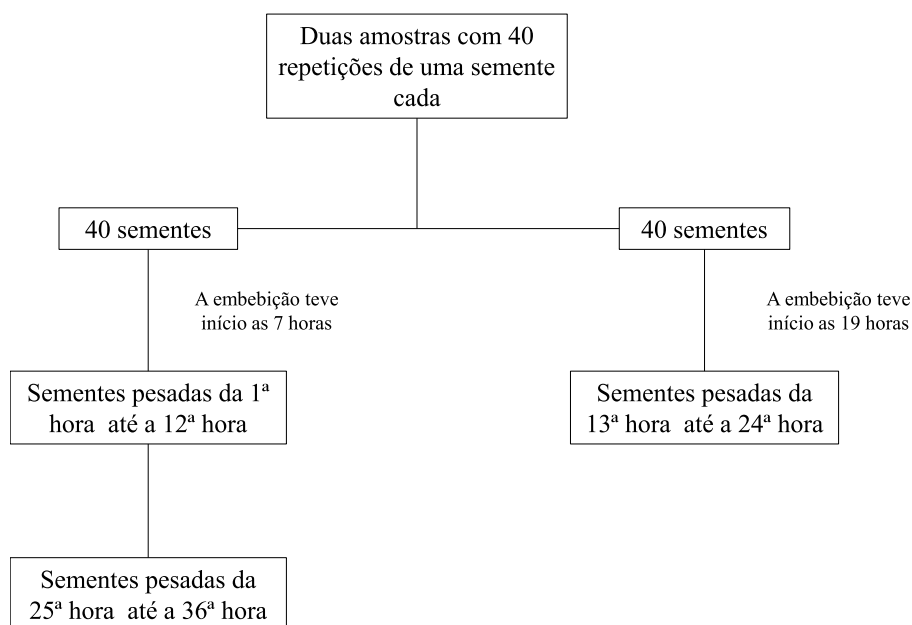 Duas amostras com 40
repetições de uma semente
cada
40 sementes
40 sementes
A embebição teve
início as 7 horas
A embebição teve
início as 19 horas
Sementes pesadas da 1ª
hora até a 12ª hora
Sementes pesadas da
13ª hora até a 24ª hora
Sementes pesadas da
25ª hora até a 36ª hora